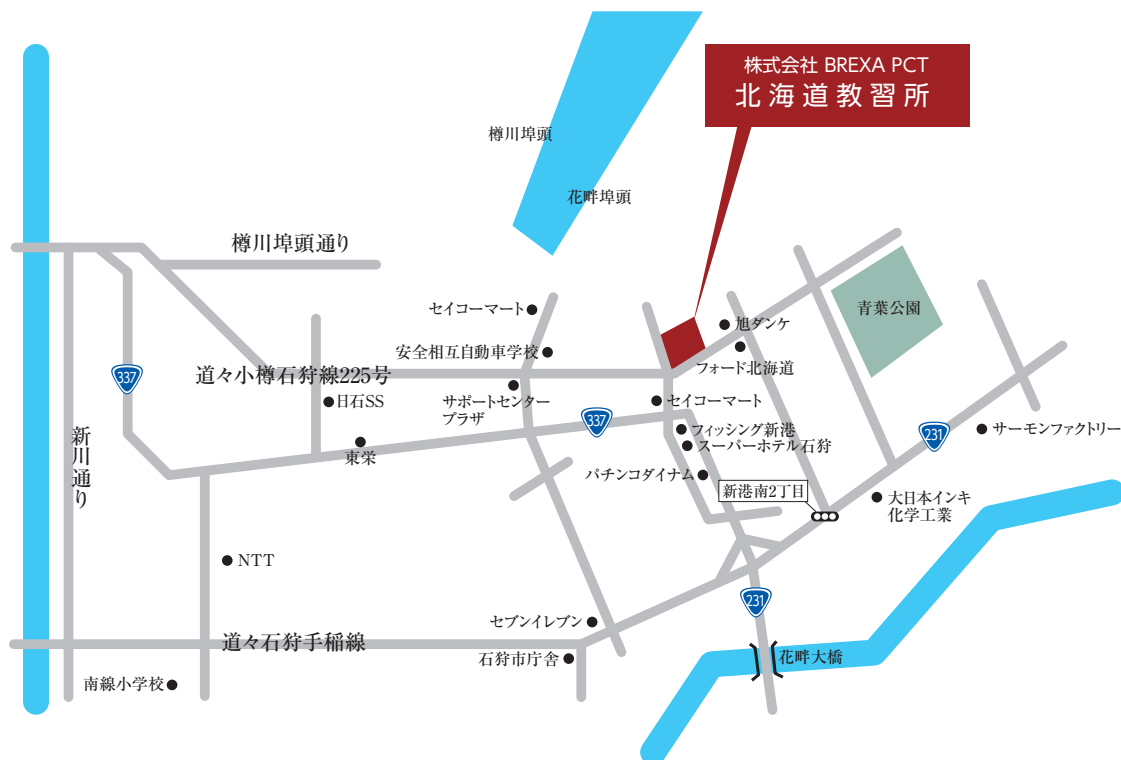 株式会社 BREXA PCT
北海道教習所
樽川埠頭
花畔埠頭
樽川埠頭通り
セイコーマート
旭ダンケ
青葉公園
安全相互自動車学校
フォード北海道
道々小樽石狩線225号
337
日石SS
サポートセンター
プラザ
セイコーマート
337
フィッシング新港
スーパーホテル石狩
231
サーモンファクトリー
新川通り
東栄
パチンコダイナム
新港南2丁目
大日本インキ
化学工業
NTT
231
セブンイレブン
道々石狩手稲線
石狩市庁舎
花畔大橋
南線小学校